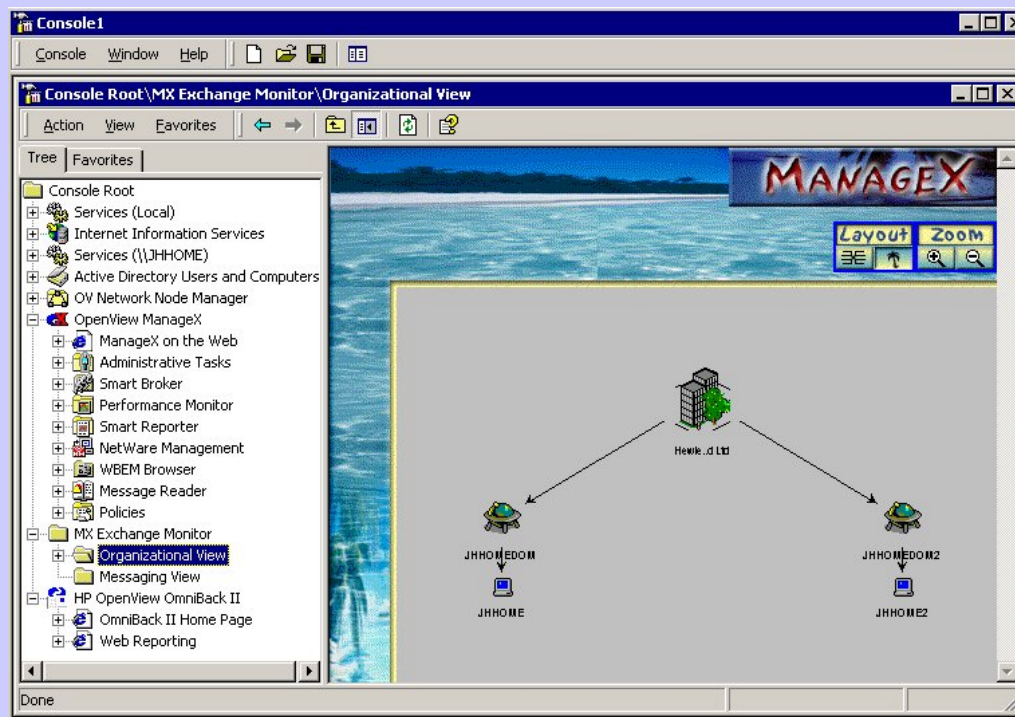 Console1
Console Window Help
Console Root\MX Exchange Monitor\Organizational View
Action View Favorites
Tree Favorites
Console Root
Services (Local)
Internet Information Services
Services (\\JHHOME)
Active Directory Users and Computers
OV Network Node Manager
OpenView ManageX
ManageX on the Web
Administrative Tasks
Smart Broker
Performance Monitor
Smart Reporter
NetWare Management
WBEM Browser
Message Reader
Policies
MX Exchange Monitor
Organizational View
Messaging View
HP OpenView OmniBack II
OmniBack II Home Page
Web Reporting
MANAGEX
Layout Zoom
Hewle..d Ltd
JHHOMEDOM JHHOMEDOM2
JHHOME JHHOME2
Done